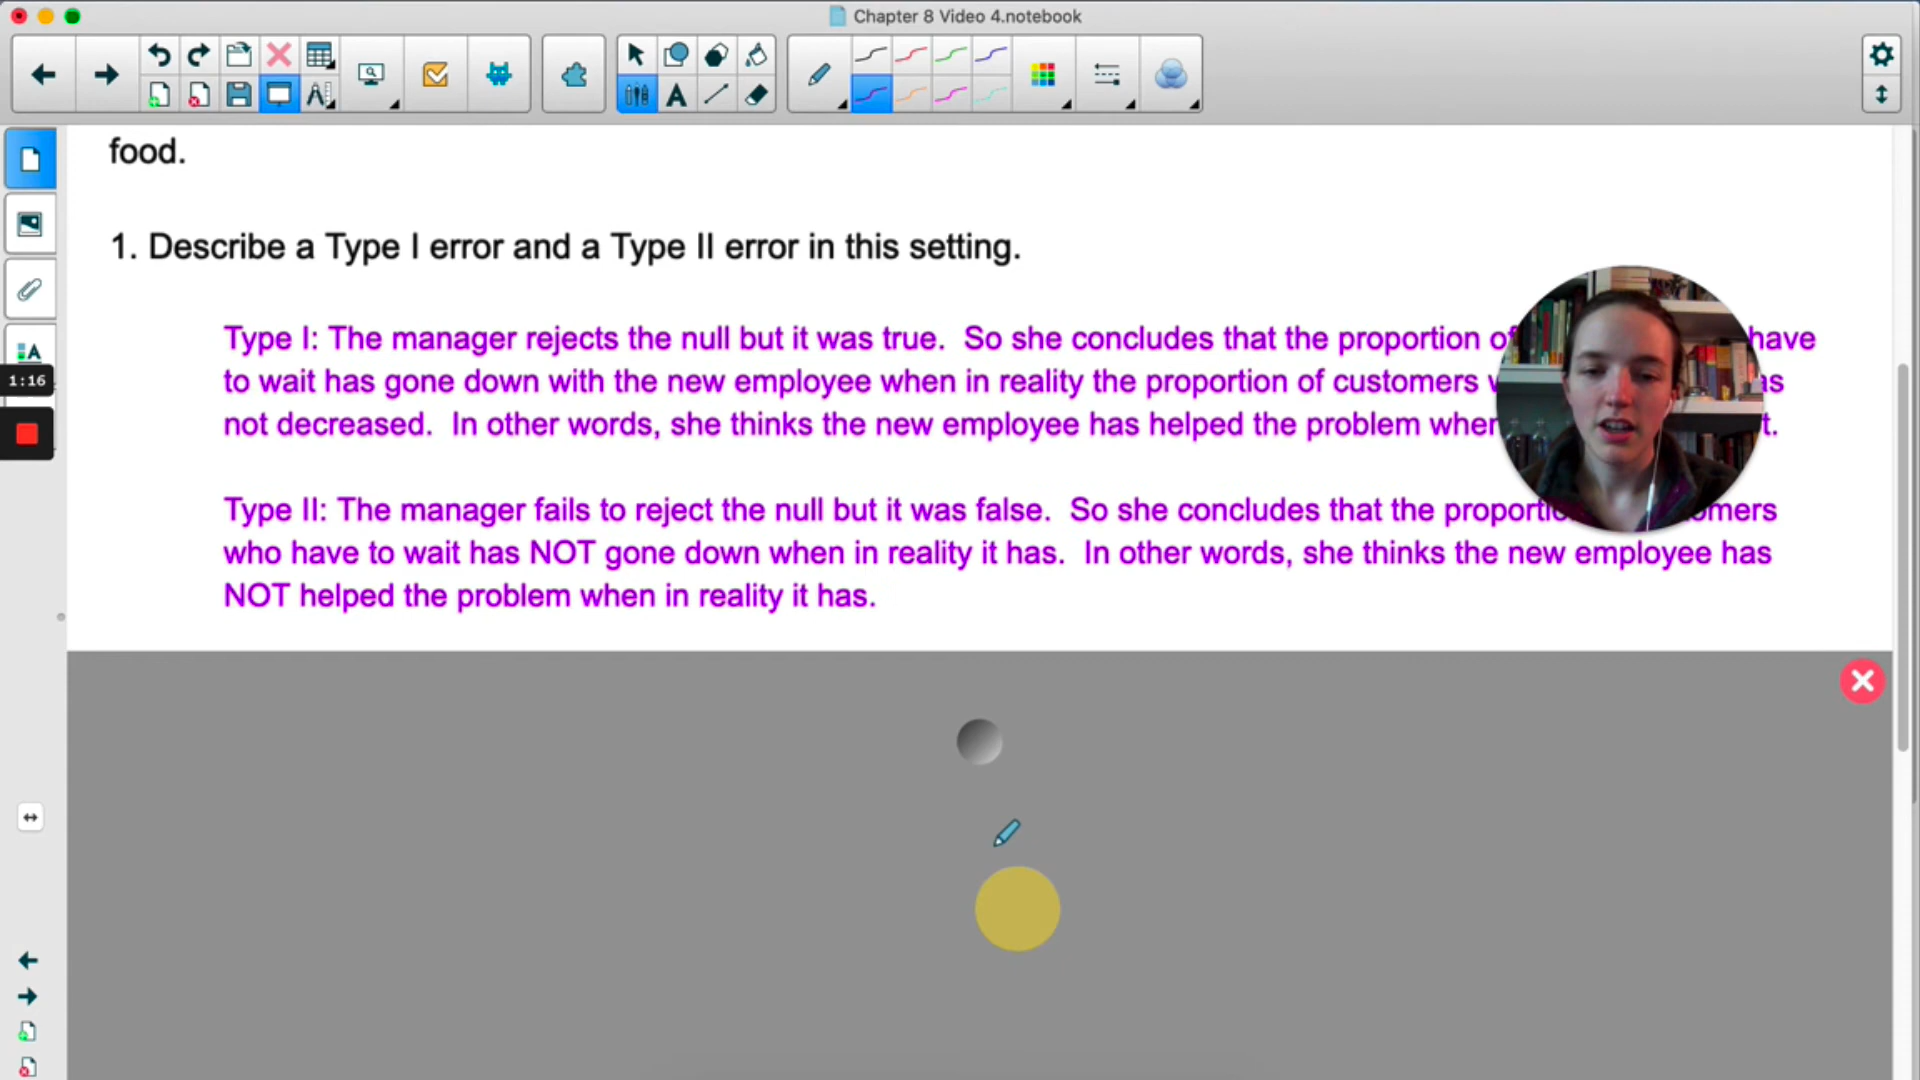 Chapter 8 Video 4.notebook
food.
1. Describe a Type I error and a Type II error in this setting.
Type I: The manager rejects the null but it was true. So she concludes that the proportion of have
to wait has gone down with the new employee when in reality the proportion of customers
not decreased. In other words, she thinks the new employee has helped the problem
Type II: The manager fails to reject the null but it was false. So she concludes that the
who have to wait has NOT gone down when in reality it has. In other words, she thinks the new employee has
NOT helped the problem when in reality it has.
1:16